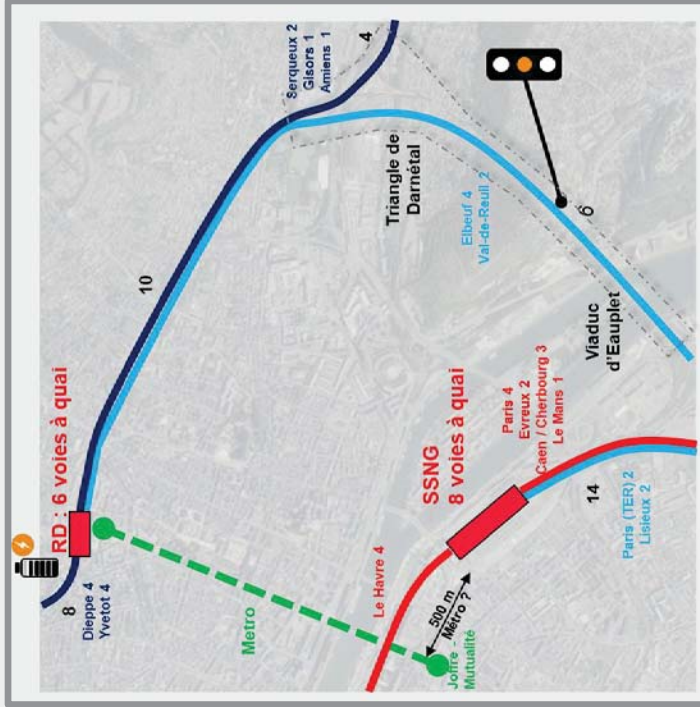 8
Dieppe 4
Yvetot 4
RD : 6 voies à quai
10
Serqueux 2
Gisors 1
Amiens 1
4
Triangle de
Darnétal
Elbeuf 4
Val-de-Reuil 2
6
Viaduc
d'Eauplet
Metro
Le Havre 4
SSNG
8 voies à quai
Paris 4
Evreux 2
Caen / Cherbourg 3
Le Mans 1
14
Paris (TER) 2
Lisieux 2
500 m
Métro ?
Joffre -
Mutualité